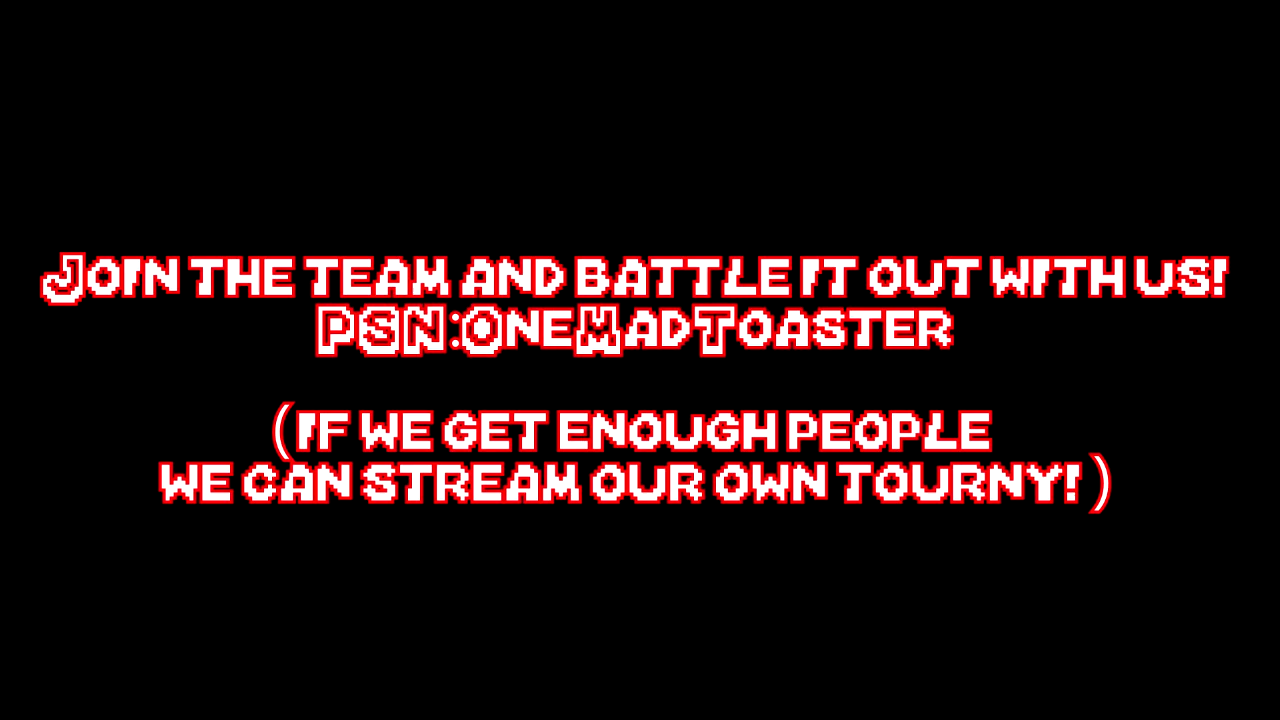 Join the team and battle it out with us!
PSN:OneMadToaster
(if we get enough people
we can stream our own tourny! )